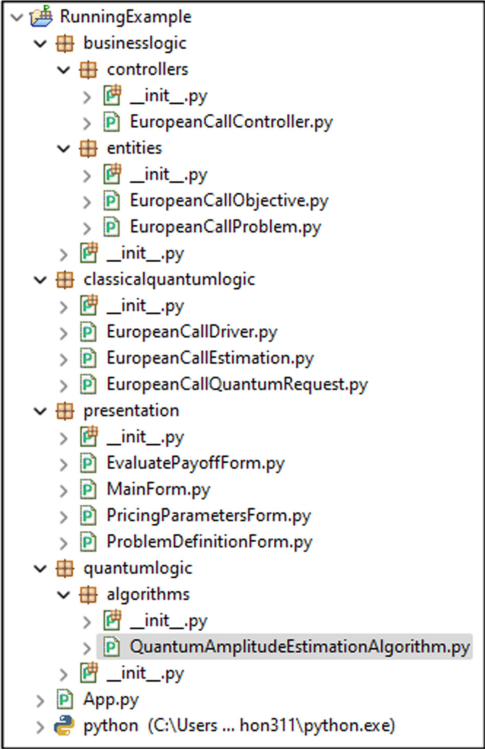 RunningExample
businesslogic
controllers
__init__.py
EuropeanCallController.py
entities
__init__.py
EuropeanCallObjective.py
EuropeanCallProblem.py
__init__.py
classicalquantumlogic
__init__.py
EuropeanCallDriver.py
EuropeanCallEstimation.py
EuropeanCallQuantumRequest.py
presentation
__init__.py
EvaluatePayoffForm.py
MainForm.py
PricingParametersForm.py
ProblemDefinitionForm.py
quantumlogic
algorithms
__init__.py
QuantumAmplitudeEstimationAlgorithm.py
__init__.py
App.py
python (C:\Users ... hon311\python.exe)